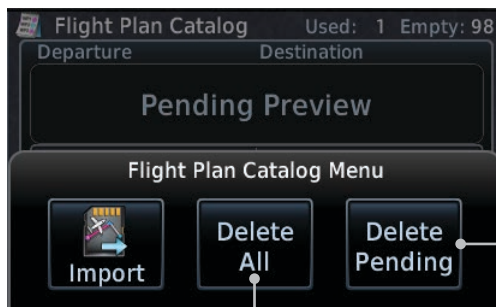 Flight Plan Catalog Used: 1 Empty: 98
Departure Destination
Pending Preview
Flight Plan Catalog Menu
Import
Delete
All
Delete
Pending